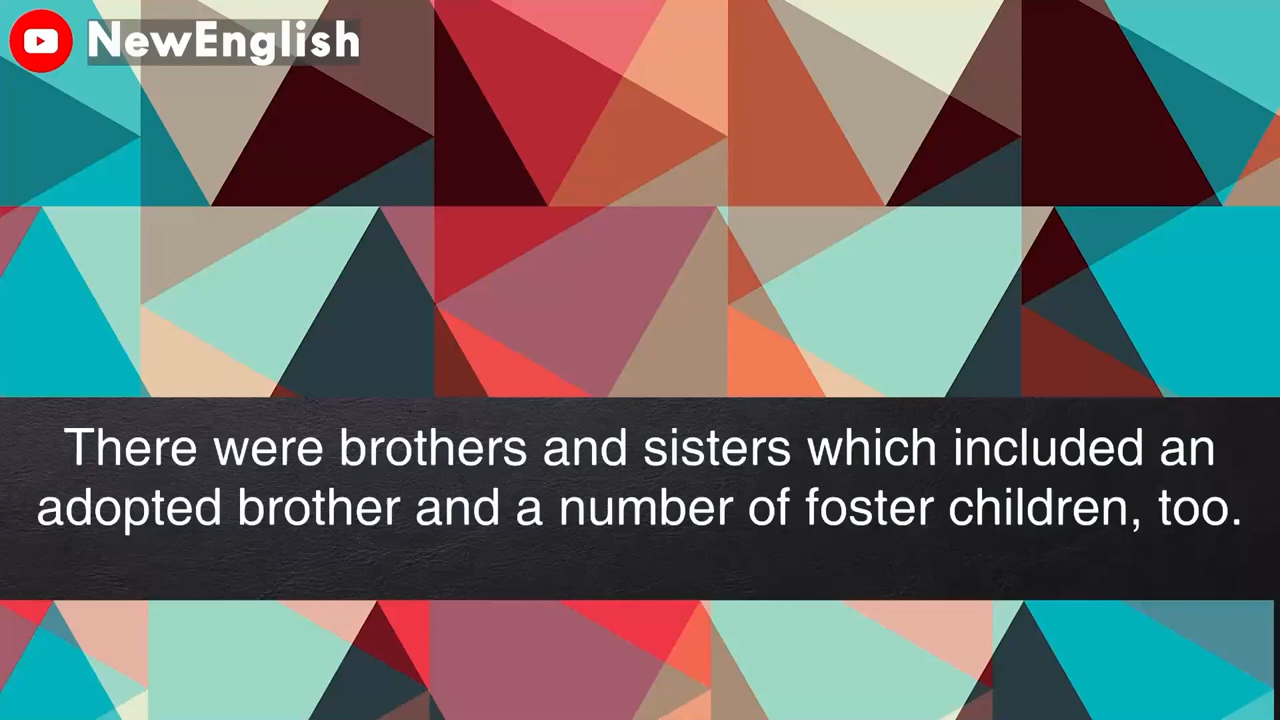 NewEnglish
There were brothers and sisters which included an
adopted brother and a number of foster children, too.